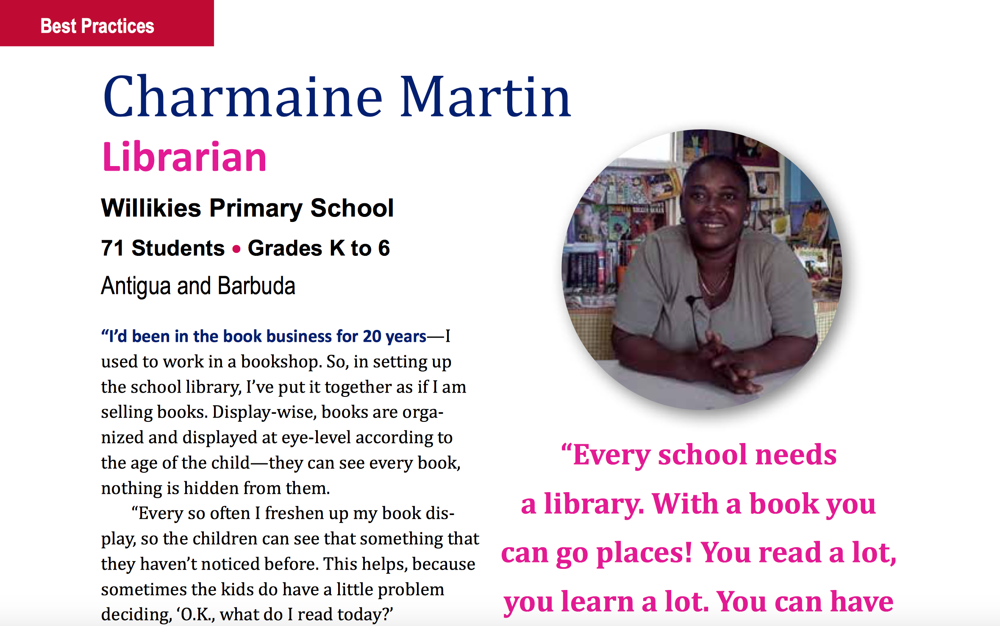 Best Practices
Charmaine Martin
Librarian
Willikies Primary School
71 Students • Grades K to 6
Antigua and Barbuda
“I’d been in the book business for 20 years—I
used to work in a bookshop. So, in setting up
the school library, I’ve put it together as if I am
selling books. Display-wise, books are orga-
nized and displayed at eye-level according to
the age of the child—they can see every book,
nothing is hidden from them.
“Every so often I freshen up my book dis-
play, so the children can see that something that
they haven’t noticed before. This helps, because
sometimes the kids do have a little problem
deciding, ‘O.K., what do I read today?’
“Every school needs
a library. With a book you
can go places! You read a lot,
you learn a lot. You can have